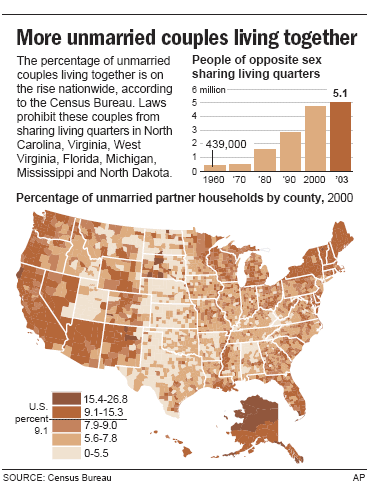 More unmarried couples living together
The percentage of unmarried
couples living together is on
the rise nationwide, according
to the Census Bureau. Laws
prohibit these couples from
sharing living quarters in North
Carolina, Virginia, West
Virginia, Florida, Michigan,
Mississippi and North Dakota.
People of opposite sex
sharing living quarters
6 million
5
4
3
2
1
0
439,000
5.1
1960 '70 '80 '90 2000 '03
Percentage of unmarried partner households by county, 2000
U.S.
percent
9.1
15.4-26.8
9.1-15.3
7.9-9.0
5.6-7.8
0-5.5
SOURCE: Census Bureau
AP